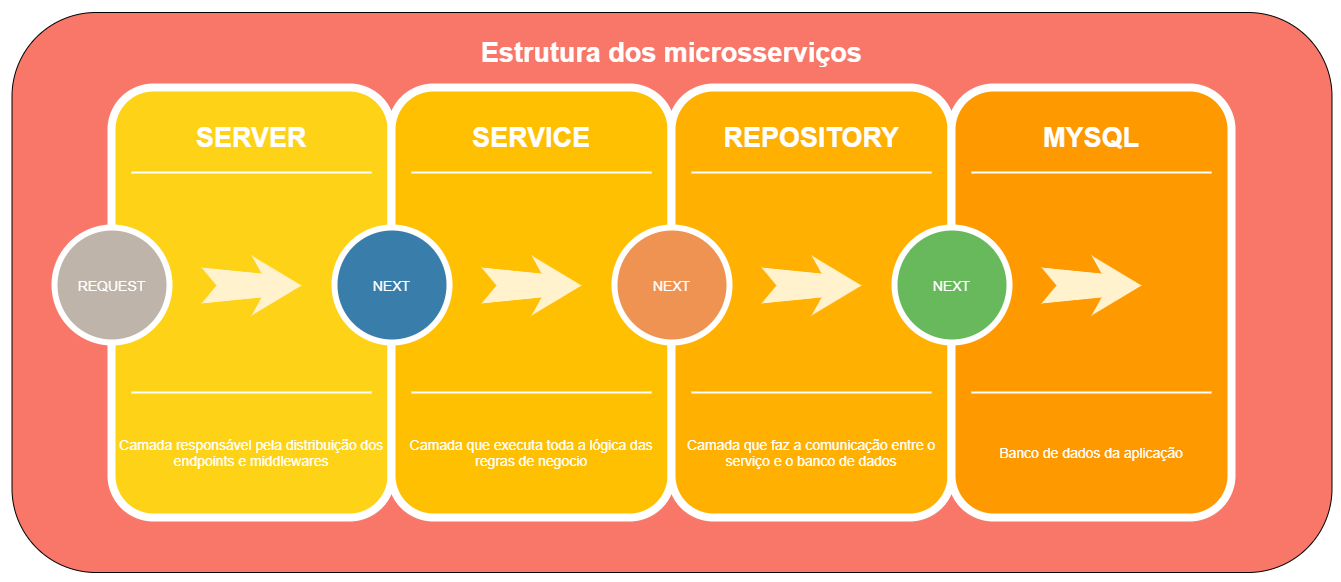 Estrutura dos microsserviços
SERVER
SERVICE
REPOSITORY
MYSQL
REQUEST
NEXT
NEXT
NEXT
Camada responsável pela distribuição dos
endpoints e middlewares
Camada que executa toda a lógica das
regras de negocio
Camada que faz a comunicação entre o
serviço e o banco de dados
Banco de dados da aplicação